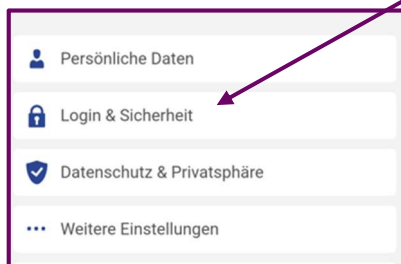 Persönliche Daten
Login & Sicherheit
Datenschutz & Privatsphäre
Weitere Einstellungen